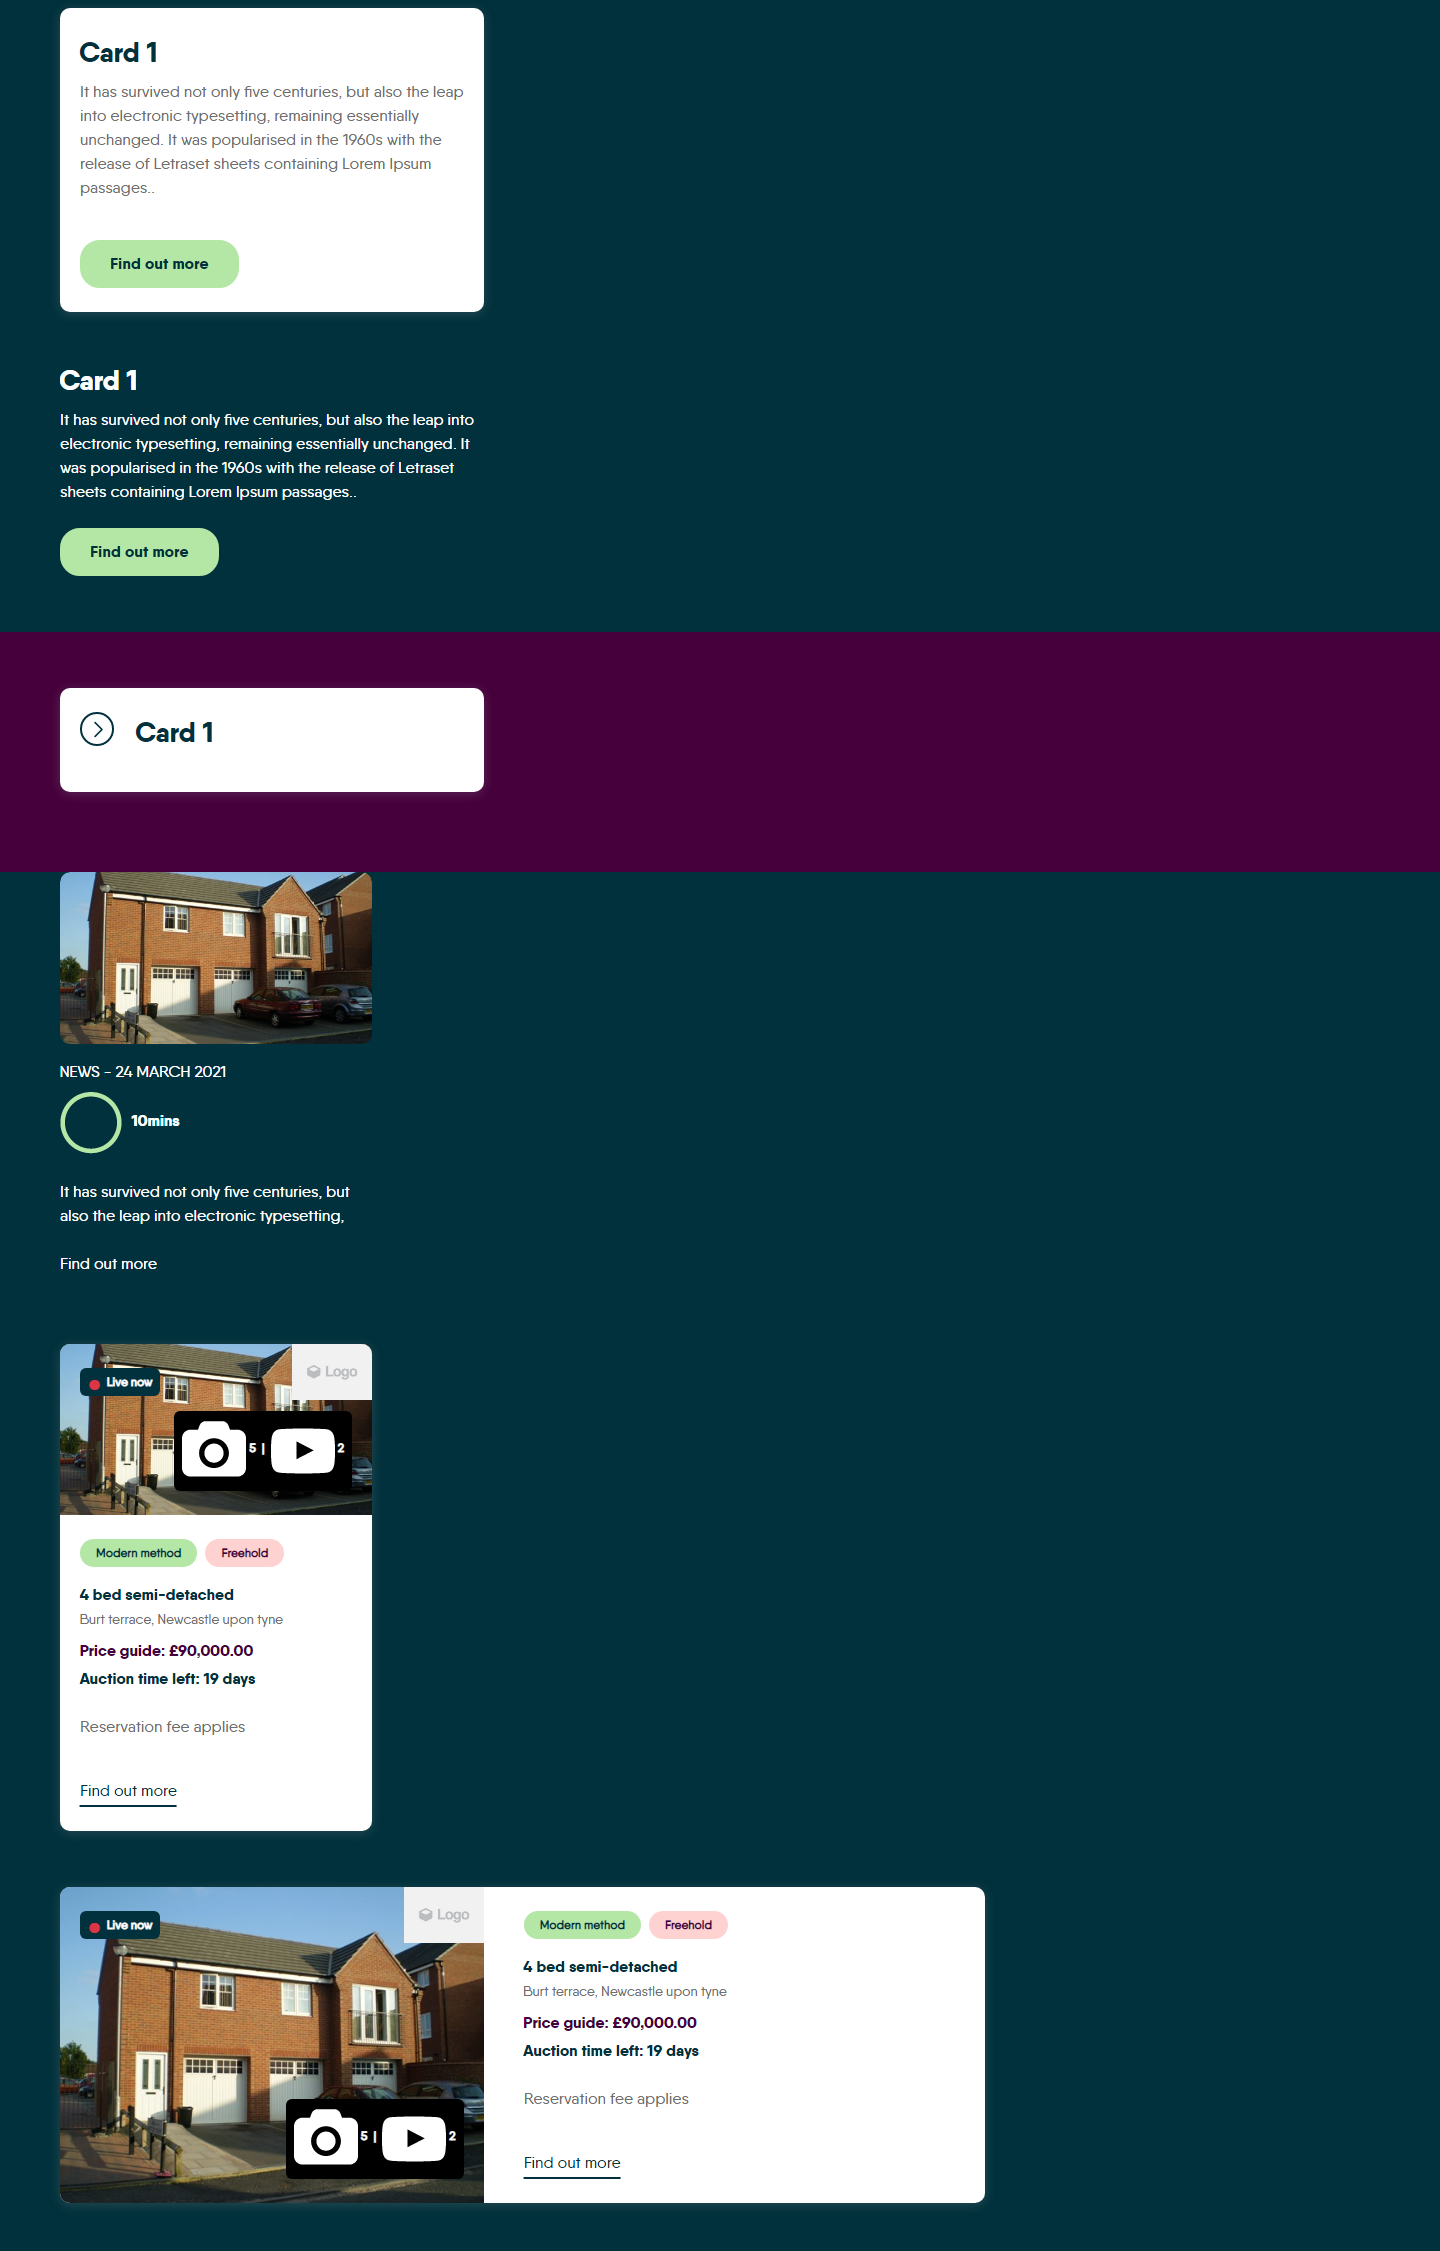 Card 1
It has survived not only five centuries, but also the leap
into electronic typesetting, remaining essentially
unchanged. It was popularised in the 1960s with the
release of Letraset sheets containing Lorem Ipsum
passages..
Find out more
Card 1
It has survived not only five centuries, but also the leap into
electronic typesetting, remaining essentially unchanged. It
was popularised in the 1960s with the release of Letraset
sheets containing Lorem Ipsum passages..
Find out more
Card 1
NEWS - 24 MARCH 2021
10mins
It has survived not only five centuries, but
also the leap into electronic typesetting,
Find out more
Live now
Logo
5 | 2
Modern method Freehold
4 bed semi-detached
Burt terrace, Newcastle upon tyne
Price guide: £90,000.00
Auction time left: 19 days
Reservation fee applies
Find out more
Live now
Logo
5 | 2
Modern method Freehold
4 bed semi-detached
Burt terrace, Newcastle upon tyne
Price guide: £90,000.00
Auction time left: 19 days
Reservation fee applies
Find out more